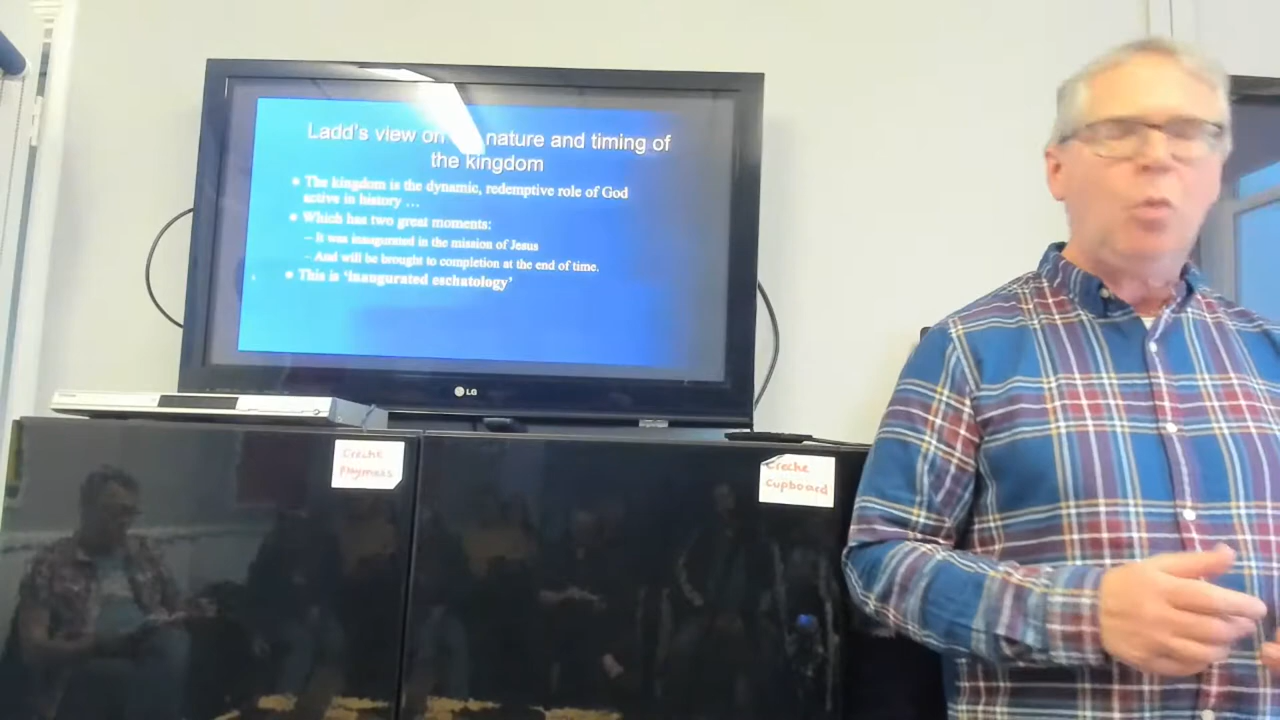 Ladd's view on nature and timing of
the kingdom
• The kingdom is the dynamic, redemptive role of God
active in history ...
• Which has two great moments:
– It was inaugurated in the mission of Jesus
– And will be brought to completion at the end of time.
• This is 'Inaugurated eschatology'
LG
Creche
Playmats
Creche
Cupboard